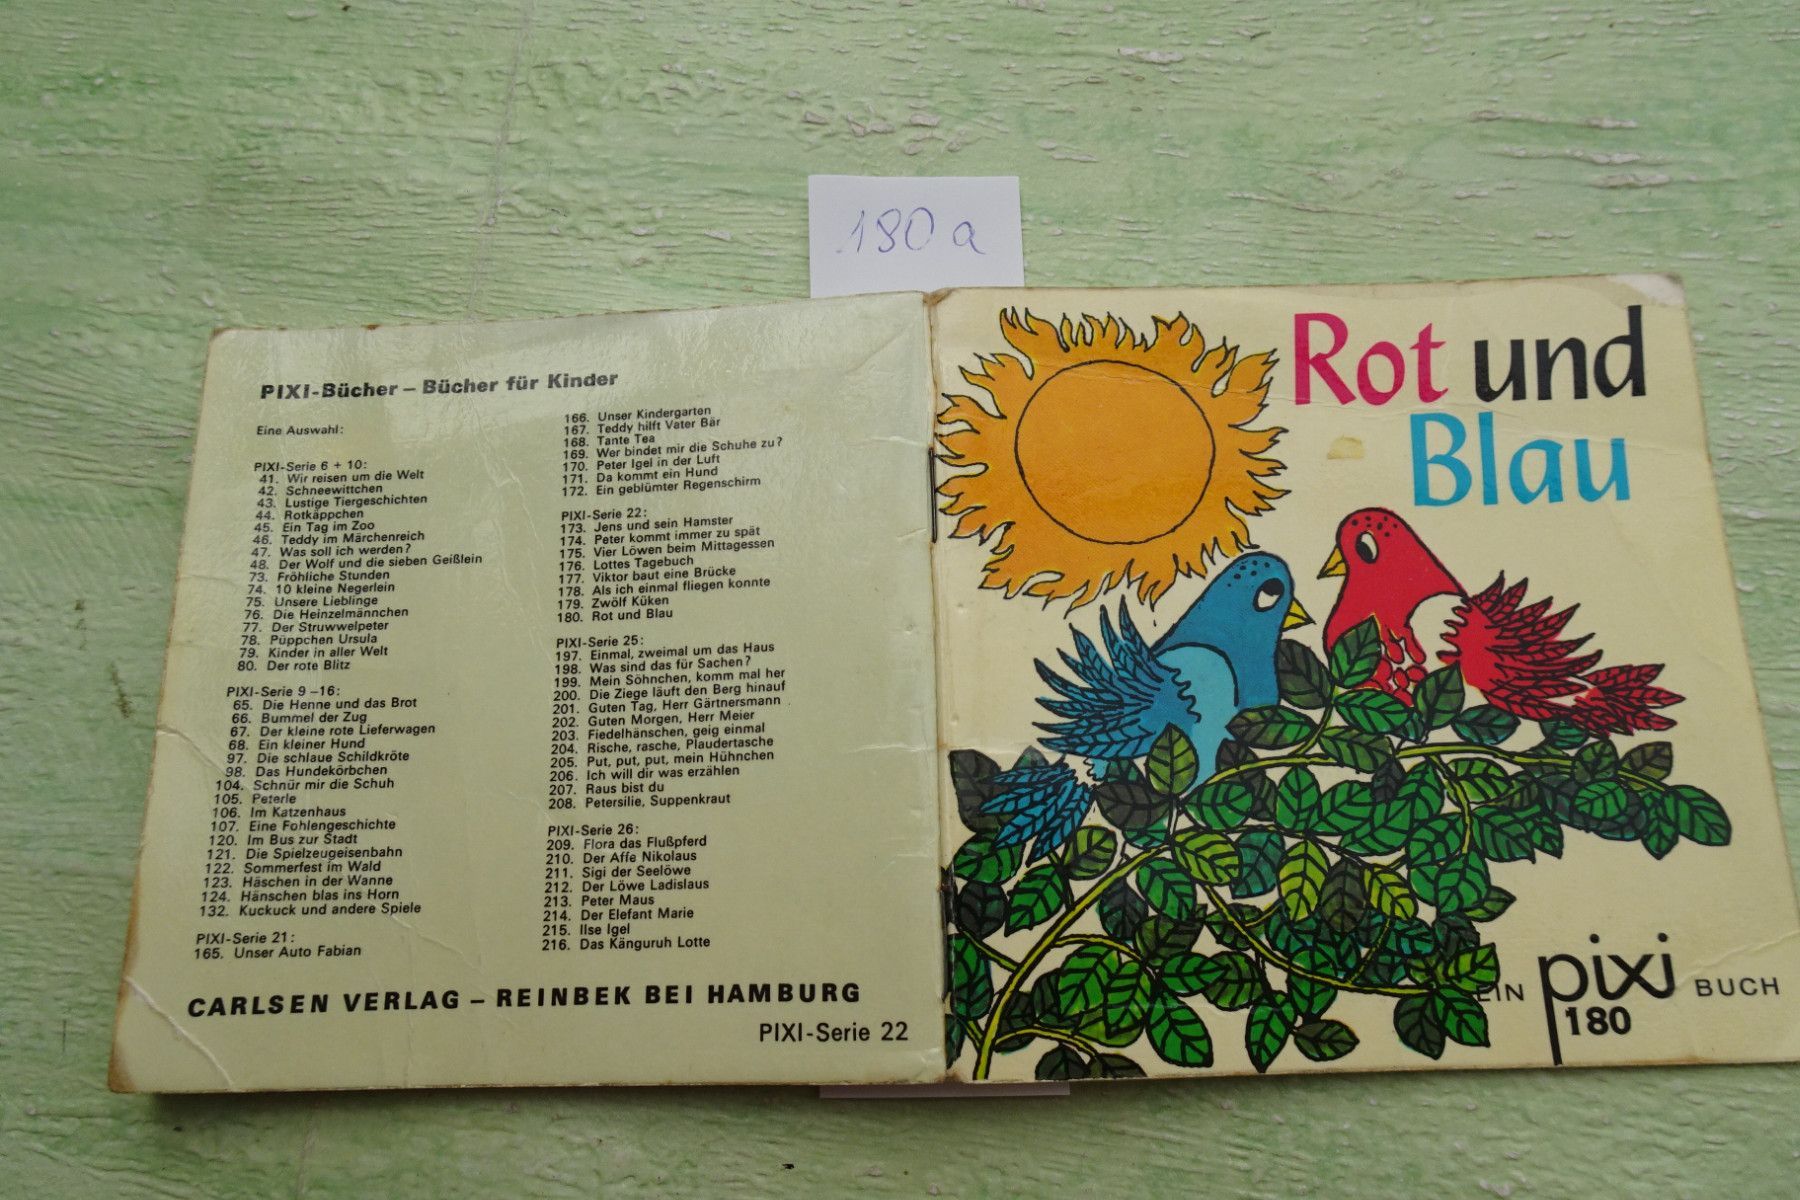 180 a
PIXI-Bücher – Bücher für Kinder
Eine Auswahl:
PIXI-Serie 6 + 10:
41. Wir reisen um die Welt
42. Schneewittchen
43. Lustige Tiergeschichten
44. Rotkäppchen
45. Ein Tag im Zoo
46. Teddy im Märchenreich
47. Was soll ich werden?
48. Der Wolf und die sieben Geißlein
73. Fröhliche Stunden
74. 10 kleine Negerlein
75. Unsere Lieblinge
76. Die Heinzelmännchen
77. Der Struwwelpeter
78. Püppchen Ursula
79. Kinder in aller Welt
80. Der rote Blitz
PIXI-Serie 9 –16:
65. Die Henne und das Brot
66. Bummel der Zug
67. Der kleine rote Lieferwagen
68. Ein kleiner Hund
97. Die schlaue Schildkröte
98. Das Hundekörbchen
104. Schnür mir die Schuh
105. Peterle
106. Im Katzenhaus
107. Eine Fohlengeschichte
120. Im Bus zur Stadt
121. Die Spielzeugeisenbahn
122. Sommerfest im Wald
123. Häschen in der Wanne
124. Hänschen blas ins Horn
132. Kuckuck und andere Spiele
PIXI-Serie 21:
165. Unser Auto Fabian
166. Unser Kindergarten
167. Teddy hilft Vater Bär
168. Tante Tea
169. Wer bindet mir die Schuhe zu?
170. Peter Igel in der Luft
171. Da kommt ein Hund
172. Ein geblümter Regenschirm
PIXI-Serie 22:
173. Jens und sein Hamster
174. Peter kommt immer zu spät
175. Vier Löwen beim Mittagessen
176. Lottes Tagebuch
177. Viktor baut eine Brücke
178. Als ich einmal fliegen konnte
179. Zwölf Küken
180. Rot und Blau
PIXI-Serie 25:
197. Einmal, zweimal um das Haus
198. Was sind das für Sachen?
199. Mein Söhnchen, komm mal her
200. Die Ziege läuft den Berg hinauf
201. Guten Tag, Herr Gärtnersmann
202. Guten Morgen, Herr Meier
203. Fiedelhänschen, geig einmal
204. Rische, rasche, Plaudertasche
205. Put, put, put, mein Hühnchen
206. Ich will dir was erzählen
207. Raus bist du
208. Petersilie, Suppenkraut
PIXI-Serie 26:
209. Flora das Flußpferd
210. Der Affe Nikolaus
211. Sigi der Seelöwe
212. Der Löwe Ladislaus
213. Peter Maus
214. Der Elefant Marie
215. Ilse Igel
216. Das Känguruh Lotte
CARLSEN VERLAG – REINBEK BEI HAMBURG
PIXI-Serie 22
Rot und
Blau
EIN pixi BUCH
180